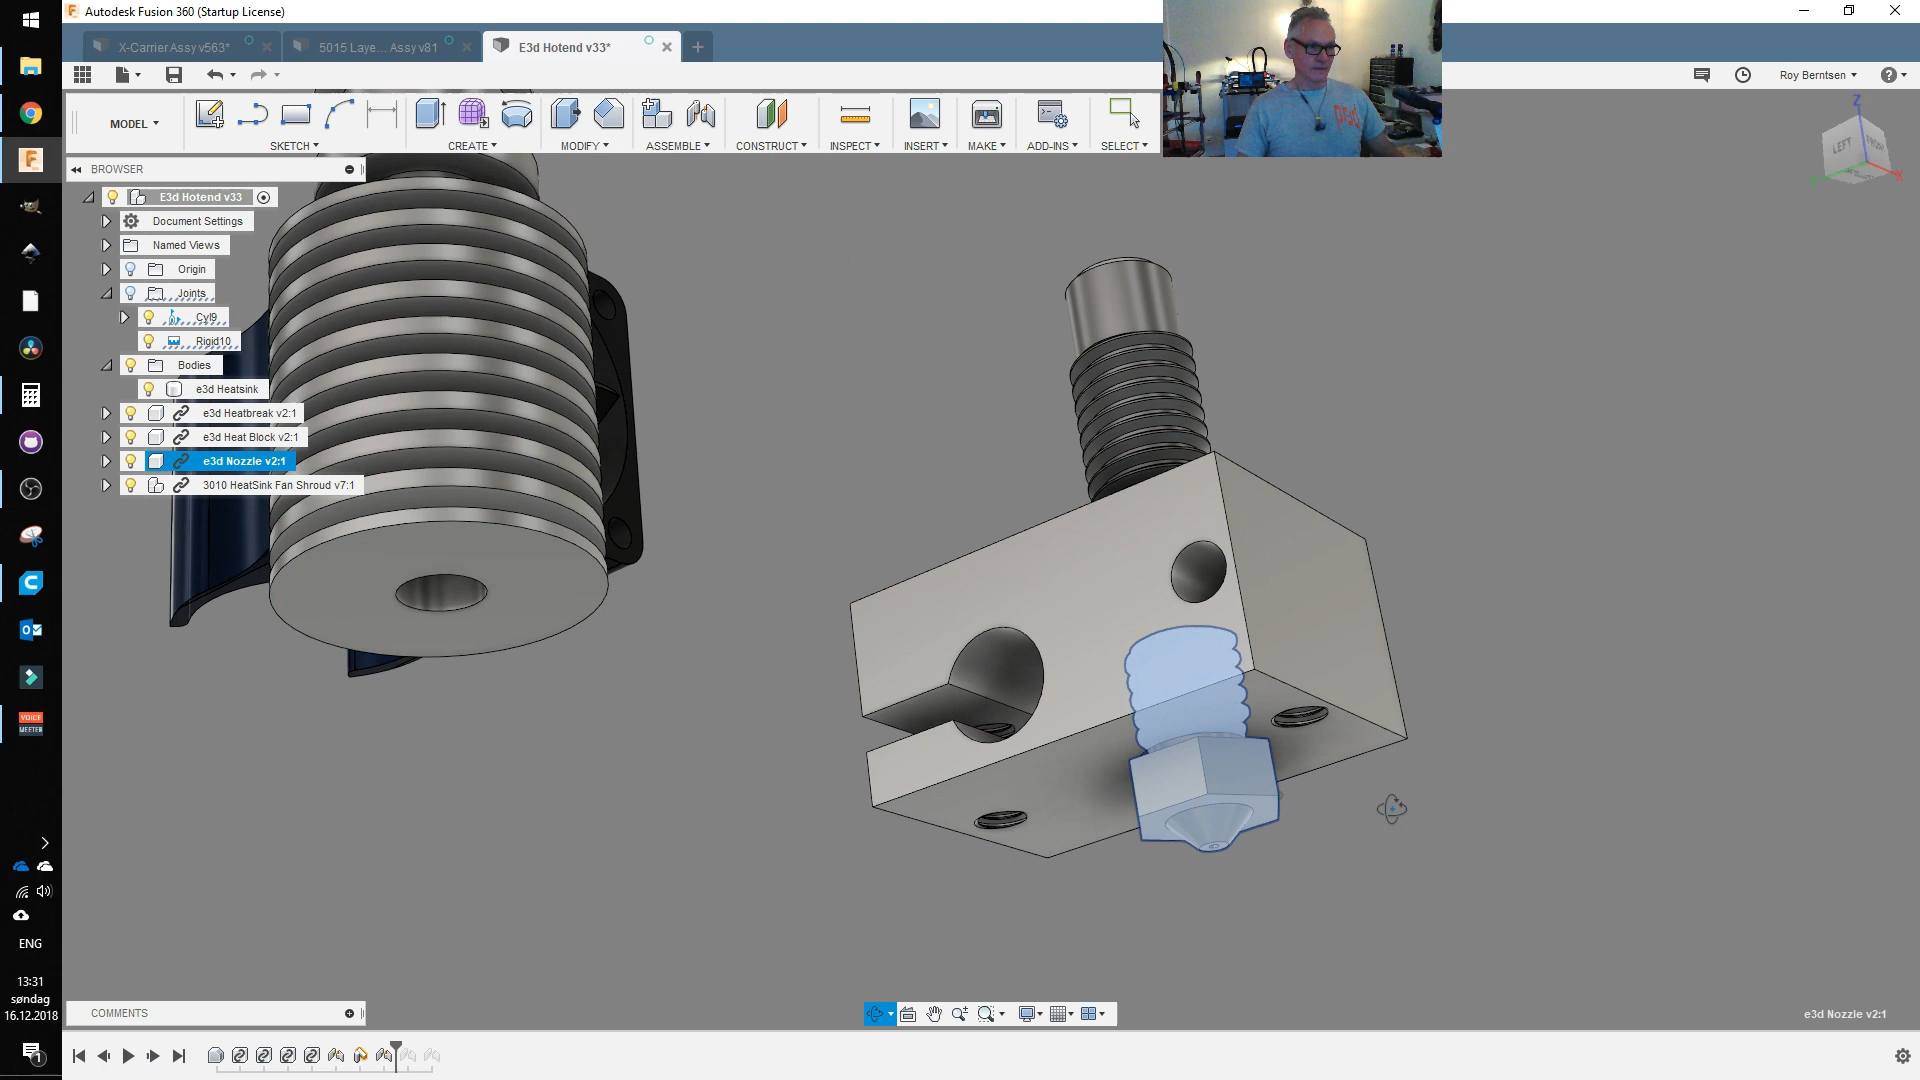 Autodesk Fusion 360 (Startup License)
X-Carrier Assy v563*
5015 Laye... Assy v81
E3d Hotend v33*
Roy Berntsen
MODEL
SKETCH
CREATE
MODIFY
ASSEMBLE
CONSTRUCT
INSPECT
INSERT
MAKE
ADD-INS
SELECT
BROWSER
E3d Hotend v33
Document Settings
Named Views
Origin
Joints
Cyl9
Rigid10
Bodies
e3d Heatsink
e3d Heatbreak v2:1
e3d Heat Block v2:1
e3d Nozzle v2:1
3010 HeatSink Fan Shroud v7:1
Z
LEFT
X
VOICE
MEETER
ENG
13:31
søndag
16.12.2018
1
COMMENTS
e3d Nozzle v2:1